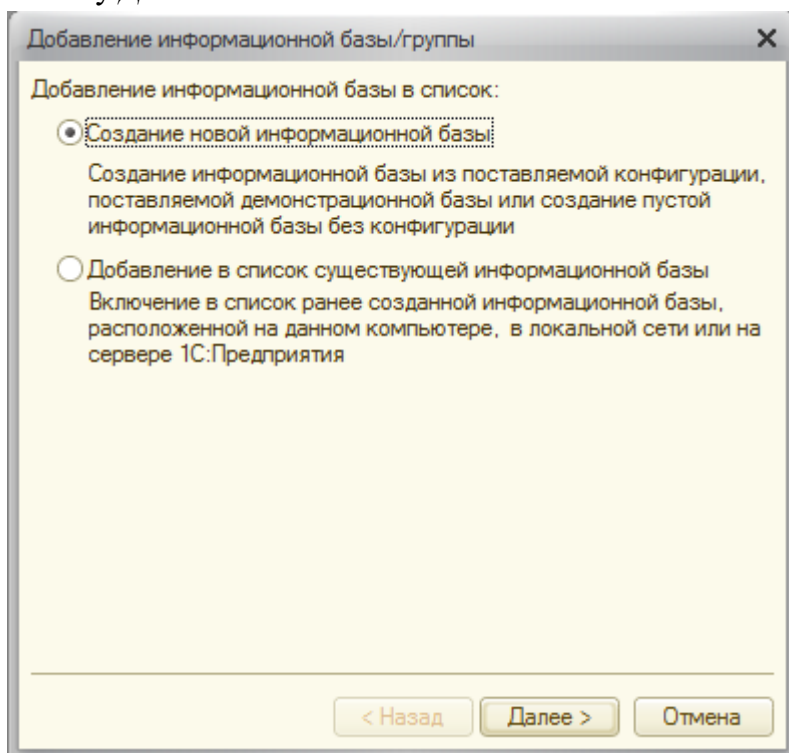 Добавление информационной базы/группы
Добавление информационной базы в список:
Создание новой информационной базы
Создание информационной базы из поставляемой конфигурации,
поставляемой демонстрационной базы или создание пустой
информационной базы без конфигурации
Добавление в список существующей информационной базы
Включение в список ранее созданной информационной базы,
расположенной на данном компьютере, в локальной сети или на
сервере 1С:Предприятия
< Назад Далее > Отмена